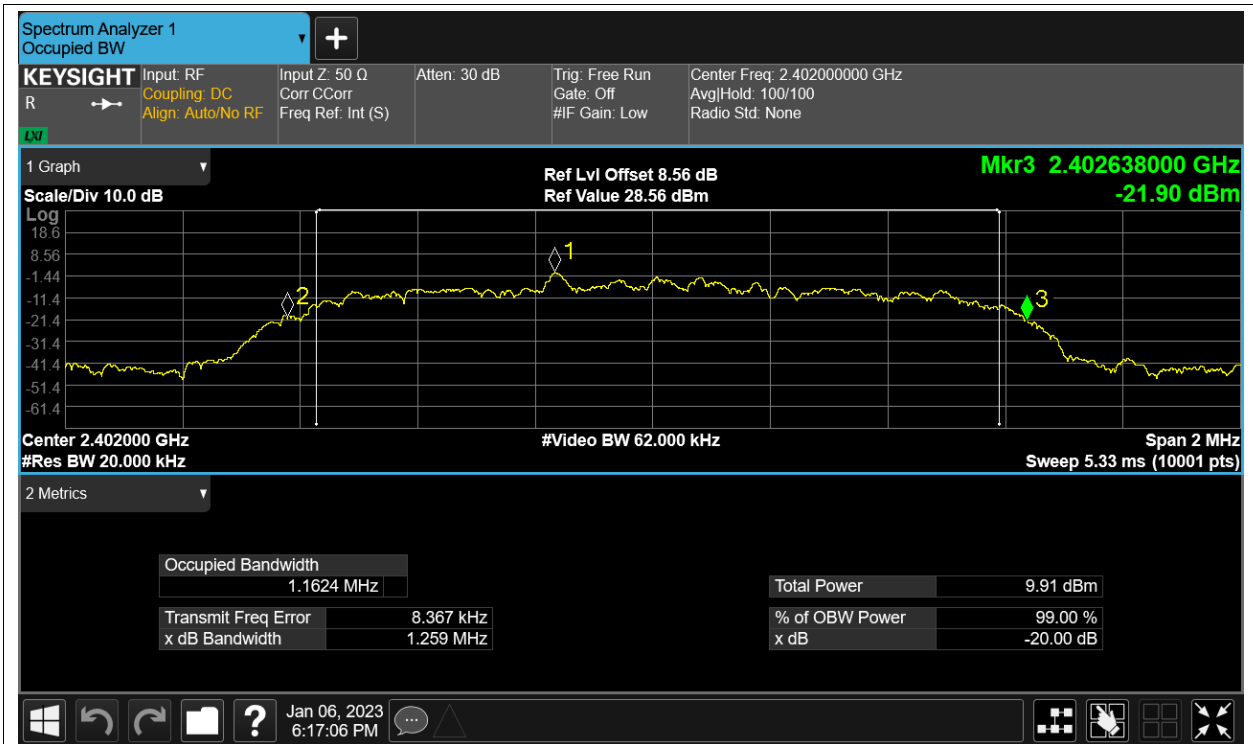 Spectrum Analyzer 1
Occupied BW
KEYSIGHT
R
LXI
Input: RF
Coupling: DC
Align: Auto/No RF
Input Z: 50 Ω
Corr CCorr
Freq Ref: Int (S)
Atten: 30 dB
Trig: Free Run
Gate: Off
#IF Gain: Low
Center Freq: 2.402000000 GHz
Avg|Hold: 100/100
Radio Std: None
1 Graph
Scale/Div 10.0 dB
Ref Lvl Offset 8.56 dB
Ref Value 28.56 dBm
Mkr3 2.402638000 GHz
-21.90 dBm
Log
18.6
8.56
-1.44
-11.4
-21.4
-31.4
-41.4
-51.4
-61.4
1
2
3
Center 2.402000 GHz
#Video BW 62.000 kHz
Span 2 MHz
#Res BW 20.000 kHz
Sweep 5.33 ms (10001 pts)
2 Metrics
Occupied Bandwidth
1.1624 MHz
Transmit Freq Error 8.367 kHz
x dB Bandwidth 1.259 MHz
Total Power 9.91 dBm
% of OBW Power 99.00 %
x dB -20.00 dB
?
Jan 06, 2023
6:17:06 PM